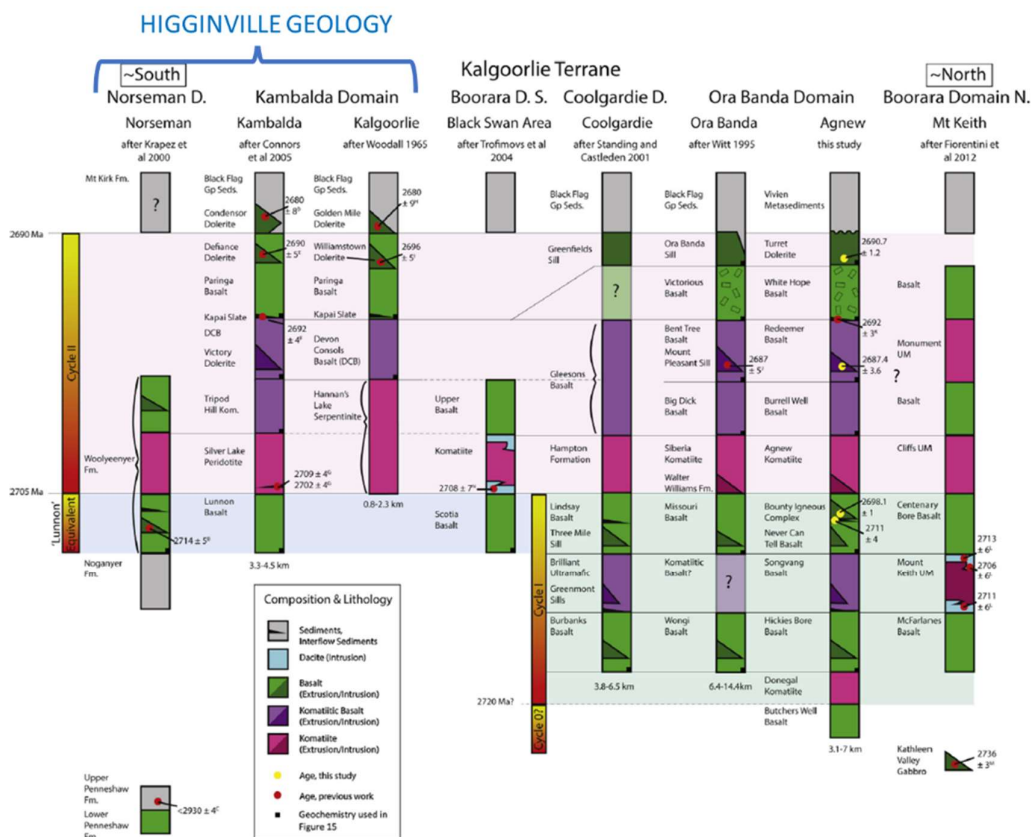 HIGGINVILLE GEOLOGY
~South
Kalgoorlie Terrane
~North
Norseman D.
Kambalda Domain
Boorara D. S.
Coolgardie D.
Ora Banda Domain
Boorara Domain N.
Norseman
Kambalda
Kalgoorlie
Black Swan Area
Coolgardie
Ora Banda
Agnew
Mt Keith
after Krapez et
al 2000
after Connors
et al 2005
after Woodall 1965
after Trofimovs et al
2004
after Standing and
Castleden 2001
after Witt 1995
this study
after Fiorentini et
al 2012
2690 Ma
2705 Ma
2720 Ma?
Cycle II
"Lunnon"
Equivalent
Cycle I
Cycle 0?
Mt Kirk Fm.
?
Woolyeenyer
Fm.
2714 ± 5
Noganyer
Fm.
Upper
Penneshaw
Fm.
<2930 ± 4
Lower
Penneshaw
Fm.
Black Flag
Gp Seds.
Condensor
Dolerite
2680
± 8
Defiance
Dolerite
2690
± 5
Paringa
Basalt
Kapai Slate
DCB
2692
± 4
Victory
Dolerite
Tripod
Hill Kom.
Silver Lake
Peridotite
2709 ± 4
2702 ± 4
Lunnon
Basalt
3.3-4.5 km
Black Flag
Gp Seds.
2680
± 9
Golden Mile
Dolerite
Williamstown
Dolerite
2696
± 5
Paringa
Basalt
Kapai Slate
Devon
Consols
Basalt (DCB)
Hannan's
Lake
Serpentinite
0.8-2.3 km
Upper
Basalt
Komatiite
2708 ± 7
Scotia
Basalt
Black Flag
Gp Seds.
Greenfields
Sill
?
Gleesons
Basalt
Hampton
Formation
Lindsay
Basalt
Three Mile
Sill
Brilliant
Ultramafic
Greenmont
Sills
Burbanks
Basalt
3.8-6.5 km
Black Flag
Gp Seds.
Ora Banda
Sill
Victorious
Basalt
Bent Tree
Basalt
Mount
Pleasant Sill
2687
± 5
Big Dick
Basalt
Siberia
Komatiite
Walter
Williams Fm.
Missouri
Basalt
Komatiitic
Basalt?
?
Wongi
Basalt
6.4-14.4km
Vivien
Metasediments
Turret
Dolerite
2690.7
± 1.2
White Hope
Basalt
Redeemer
Basalt
2692
± 3
2687.4
± 3.6
Burrell Well
Basalt
Agnew
Komatiite
Bounty Igneous
Complex
2698.1
± 1
Never Can
Tell Basalt
2711
± 4
Songvang
Basalt
Hickies Bore
Basalt
Donegal
Komatiite
Butchers Well
Basalt
3.1-7 km
Basalt
Monument
UM
?
Basalt
Cliffs UM
Centenary
Bore Basalt
2713
± 6
Mount
Keith UM
2706
± 6
2711
± 6
McFarlanes
Basalt
Kathleen
Valley
Gabbro
2736
± 3
Composition & Lithology
Sediments,
Interflow Sediments
Dacite (Intrusion)
Basalt
(Extrusion/Intrusion)
Komatiitic Basalt
(Extrusion/Intrusion)
Komatiite
(Extrusion/Intrusion)
Age, this study
Age, previous work
Geochemistry used in
Figure 15